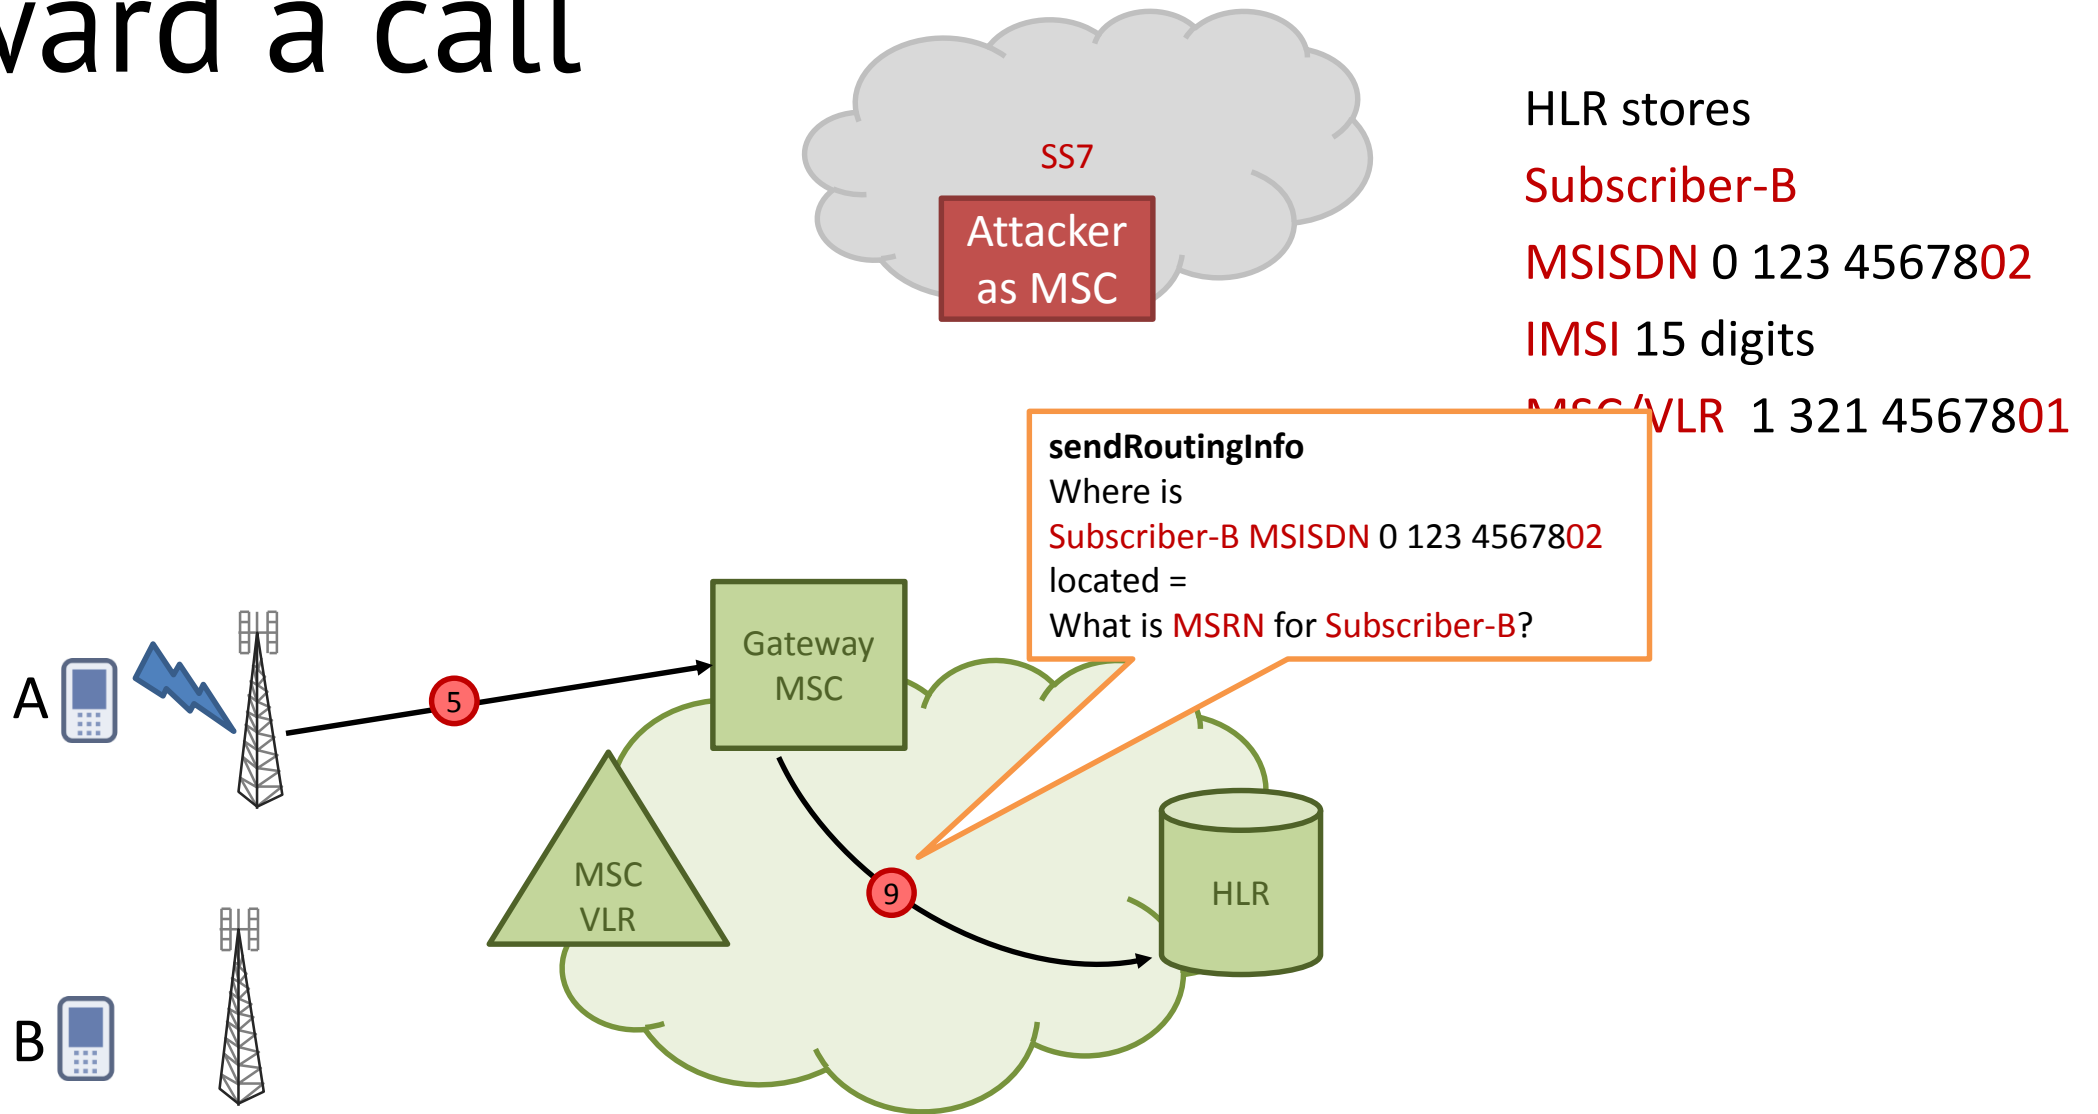 ward a call
SS7
Attacker
as MSC
HLR stores
Subscriber-B
MSISDN 0 123 4567802
IMSI 15 digits
MSC/VLR 1 321 4567801
sendRoutingInfo
Where is
Subscriber-B MSISDN 0 123 4567802
located =
What is MSRN for Subscriber-B?
Gateway
MSC
A
5
MSC
VLR
9
HLR
B